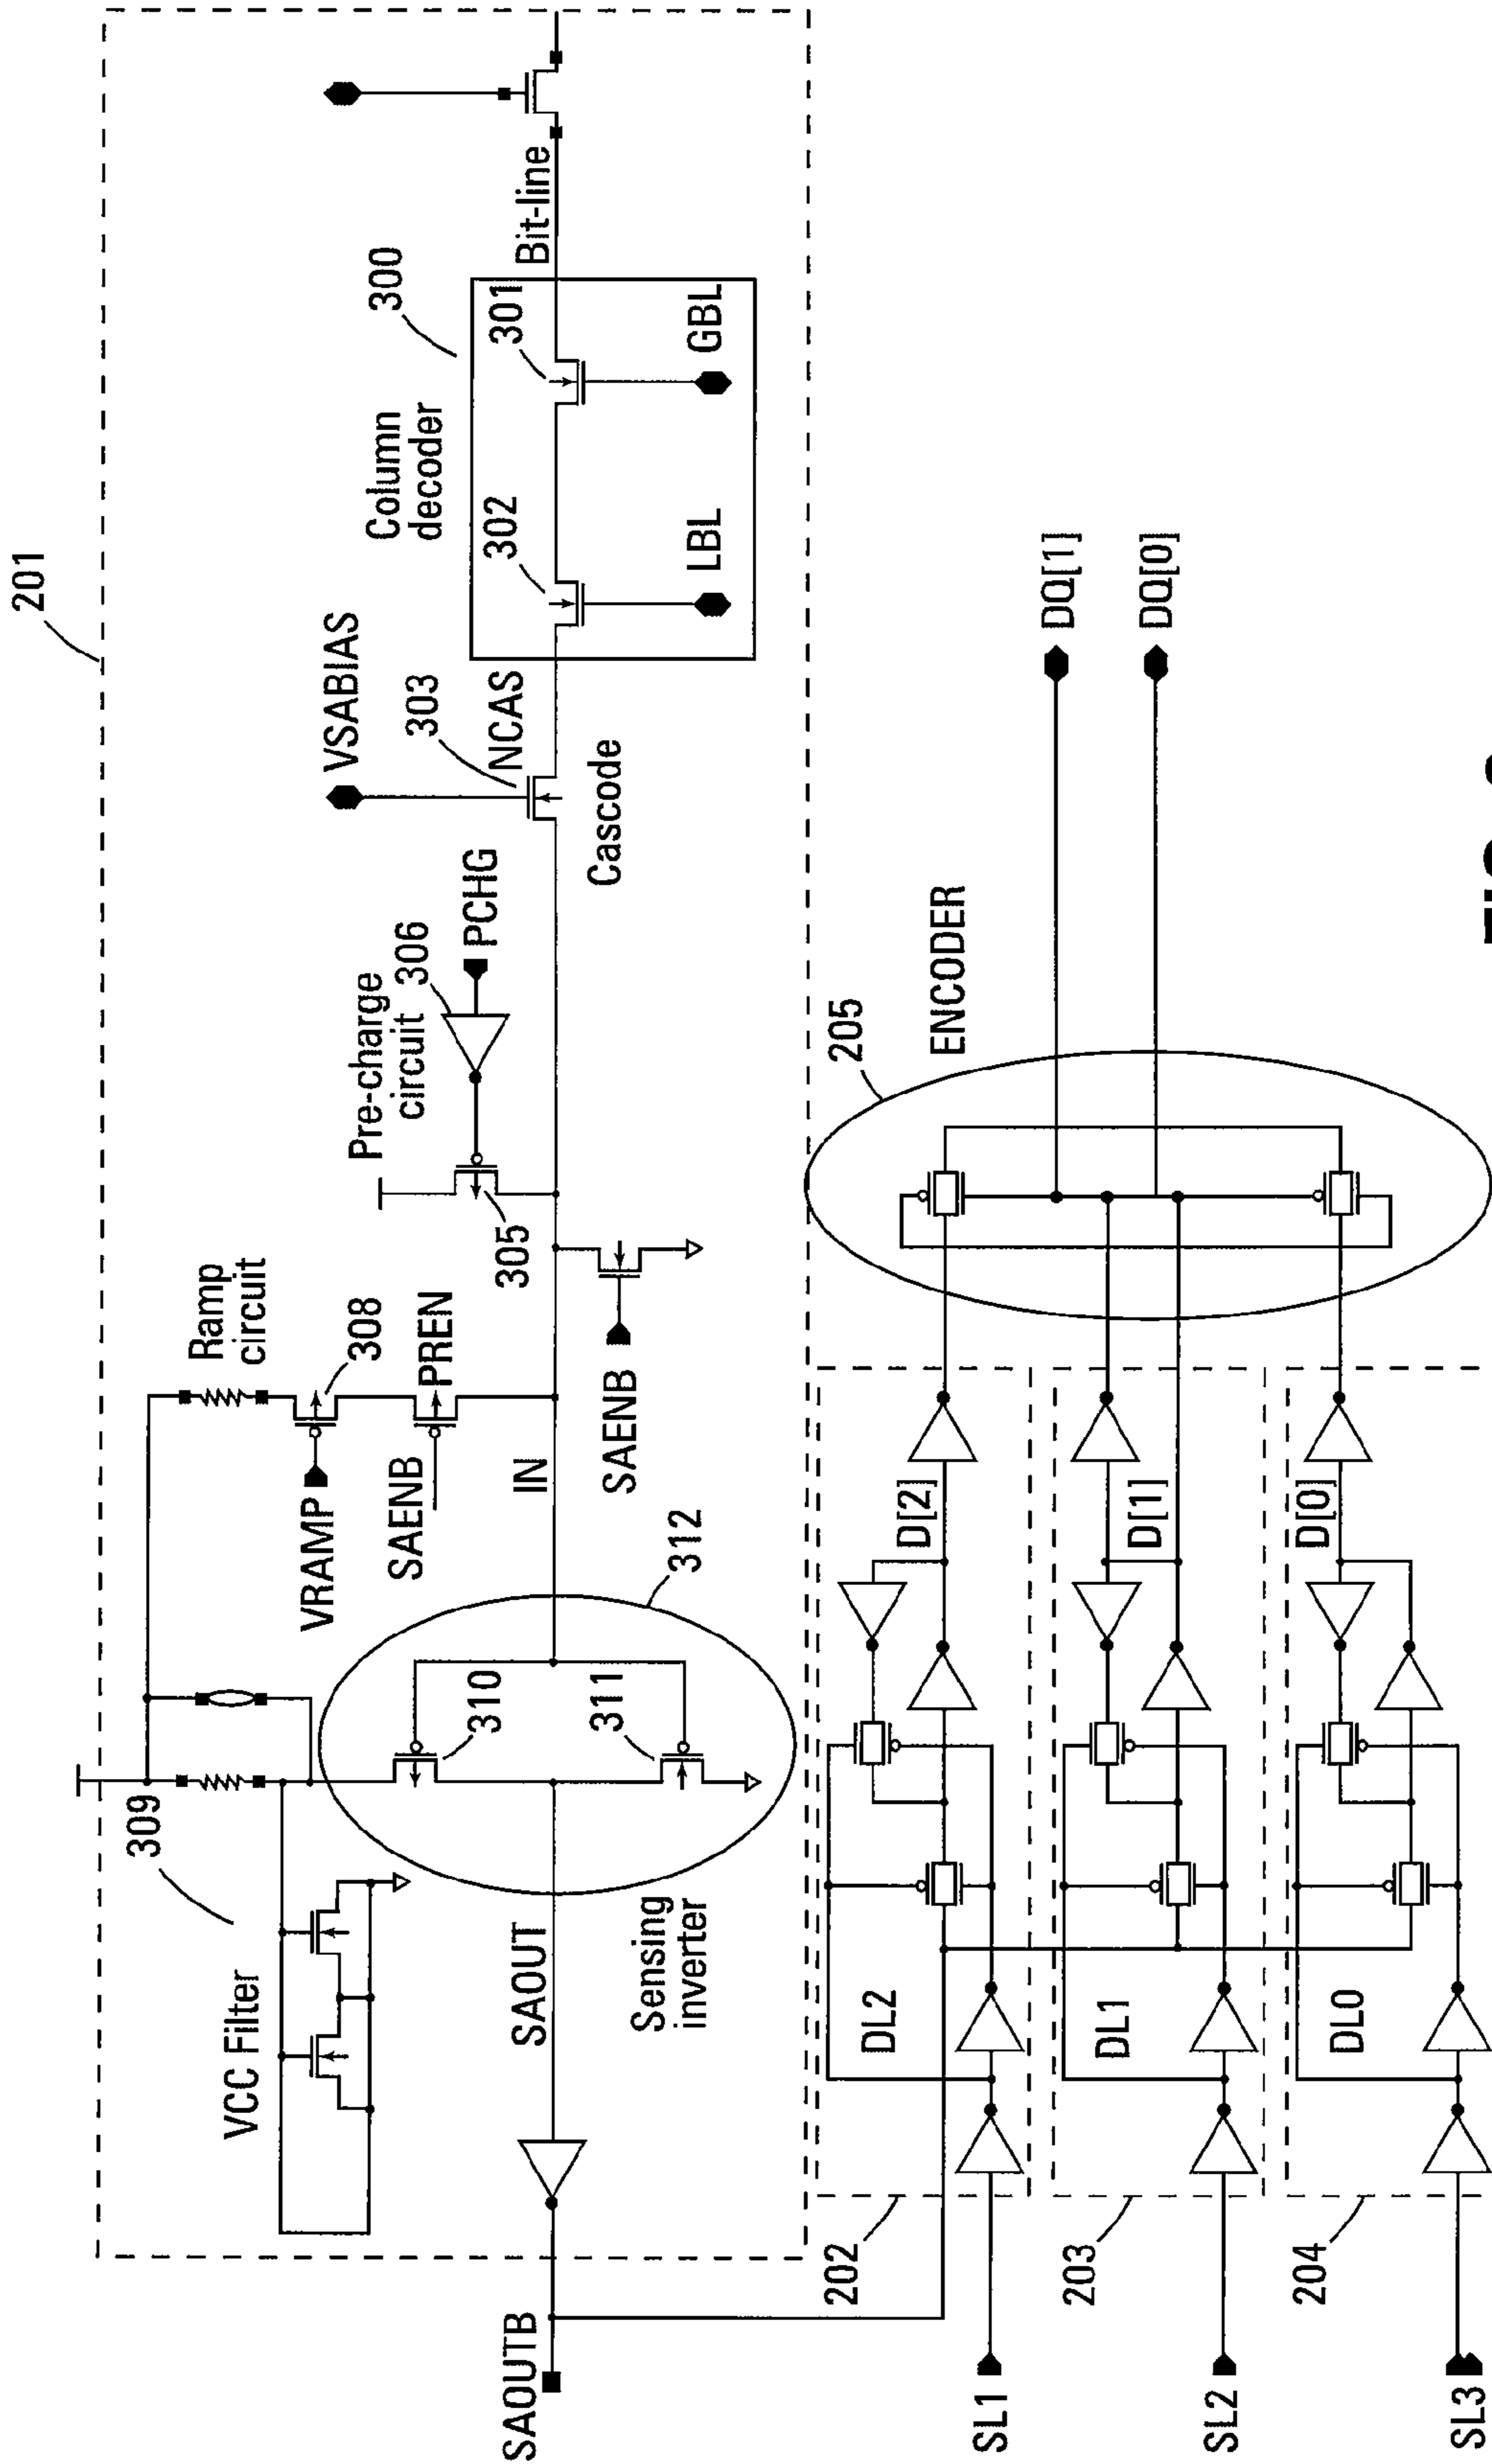 201
300
Column
decoder
Bit-line
301
302
GBL
LBL
VSABIAS
303
NCAS
Cascode
Pre-charge
circuit
306
PCHG
305
Ramp
circuit
308
VRAMP
SAENB
PREN
IN
SAENB
312
310
311
309
VCC Filter
SAOUT
Sensing
inverter
SAOUTB
202
SL1
DL2
D[2]
203
SL2
DL1
D[1]
204
SL3
DL0
D[0]
205
ENCODER
DQ[1]
DQ[0]